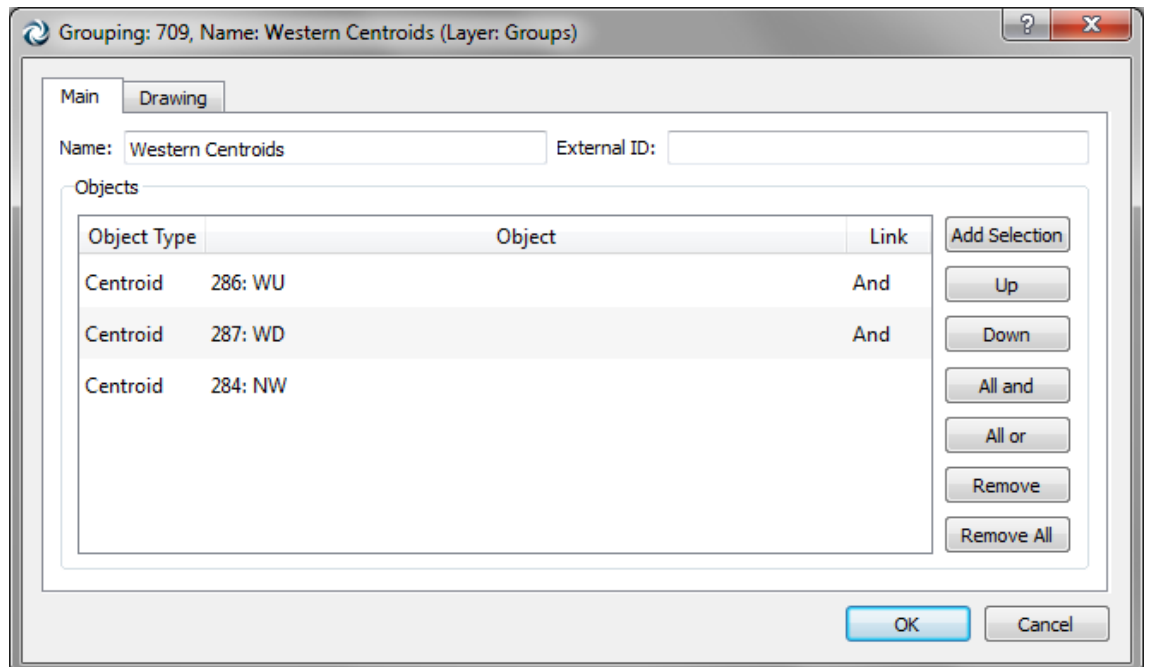 Grouping: 709, Name: Western Centroids (Layer: Groups)
Main Drawing
Name: Western Centroids External ID:
Objects
Object Type Object Link Add Selection
Centroid 286: WU And Up
Centroid 287: WD And Down
Centroid 284: NW All and
All or
Remove
Remove All
OK Cancel